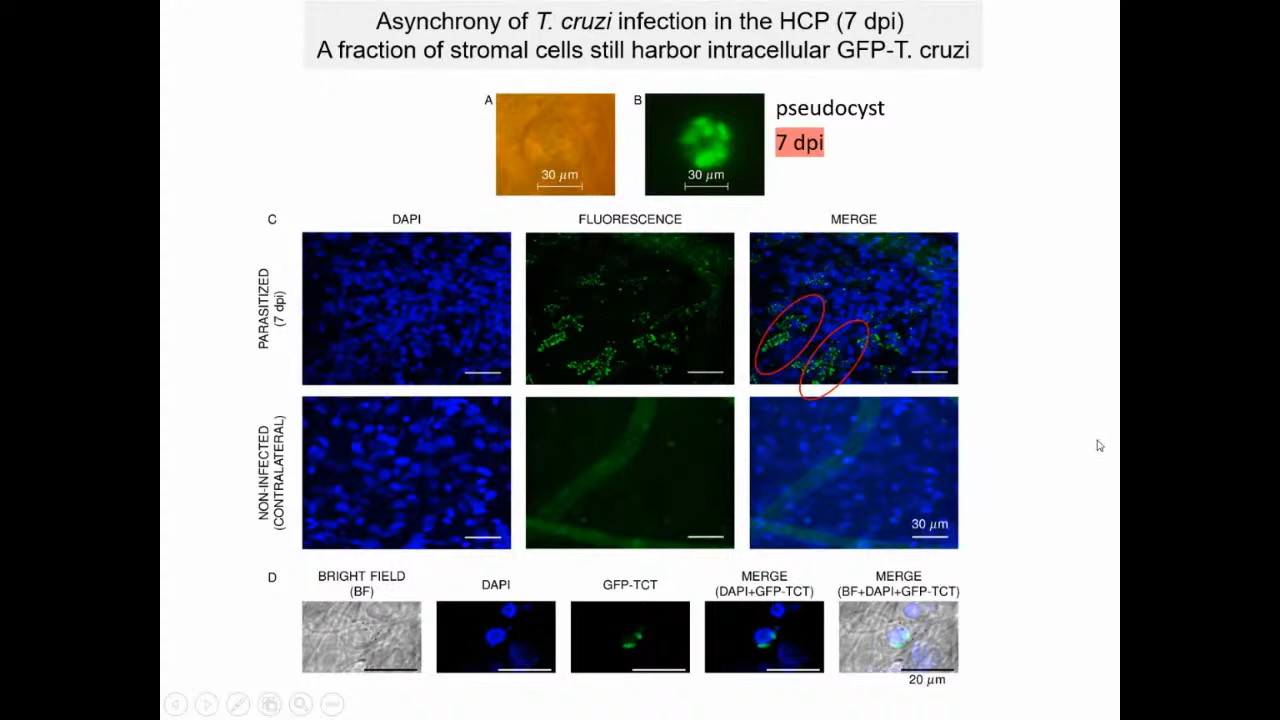 Asynchrony of T. cruzi infection in the HCP (7 dpi)
A fraction of stromal cells still harbor intracellular GFP-T. cruzi
A
B
pseudocyst
7 dpi
30 µm
30 µm
C
DAPI
FLUORESCENCE
MERGE
PARASITIZED
(7 dpi)
NON-INFECTED
(CONTRALATERAL)
30 µm
D
BRIGHT FIELD
(BF)
DAPI
GFP-TCT
MERGE
(DAPI+GFP-TCT)
MERGE
(BF+DAPI+GFP-TCT)
20 µm